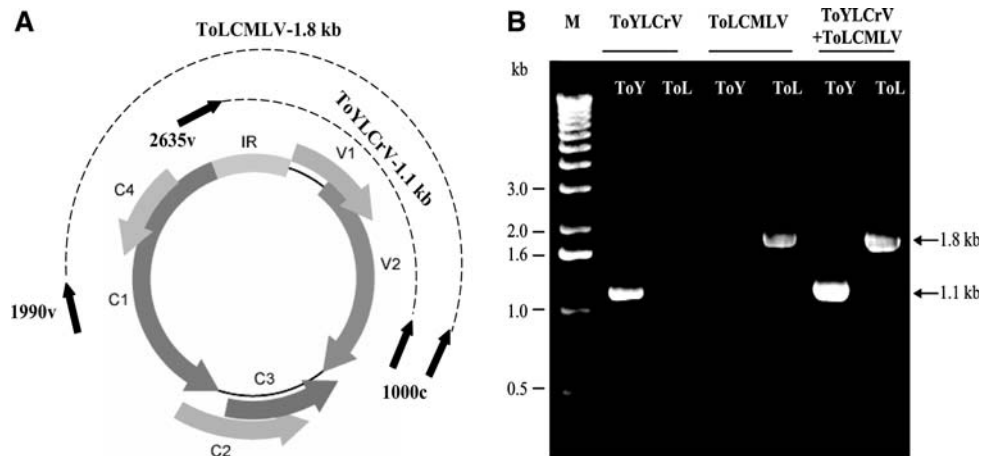 A
ToLCMLV-1.8 kb
ToYLCrV-1.1 kb
2635v
IR
V1
C4
V2
C1
1990v
C3
1000c
C2
B
M
ToYLCrV
ToLCMLV
ToYLCrV
+ToLCMLV
kb
ToY
ToL
ToY
ToL
ToY
ToL
3.0
2.0
1.6
1.0
0.5
1.8 kb
1.1 kb